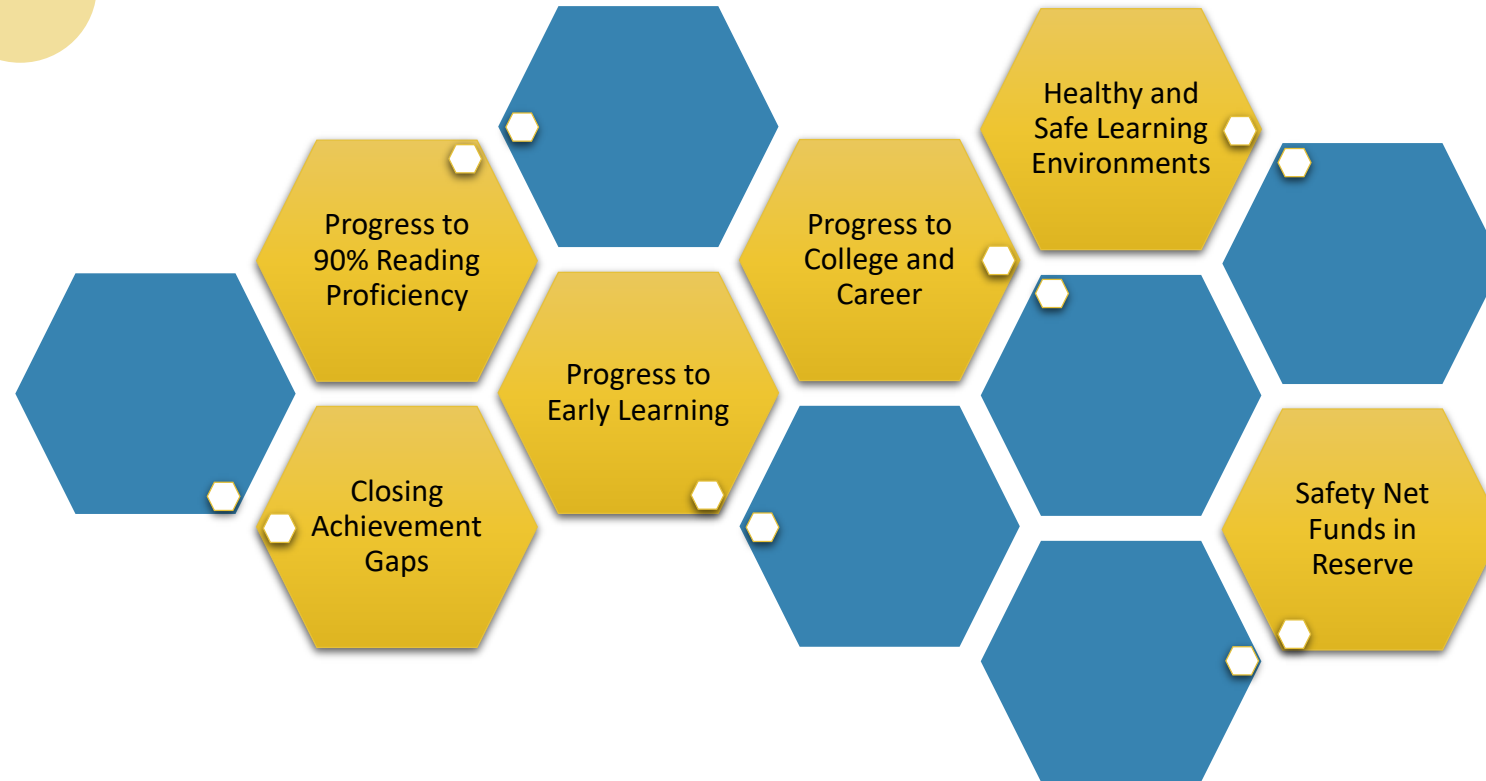 Healthy and
Safe Learning
Environments
Progress to
90% Reading
Proficiency
Progress to
College and
Career
Progress to
Early Learning
Closing
Achievement
Gaps
Safety Net
Funds in
Reserve